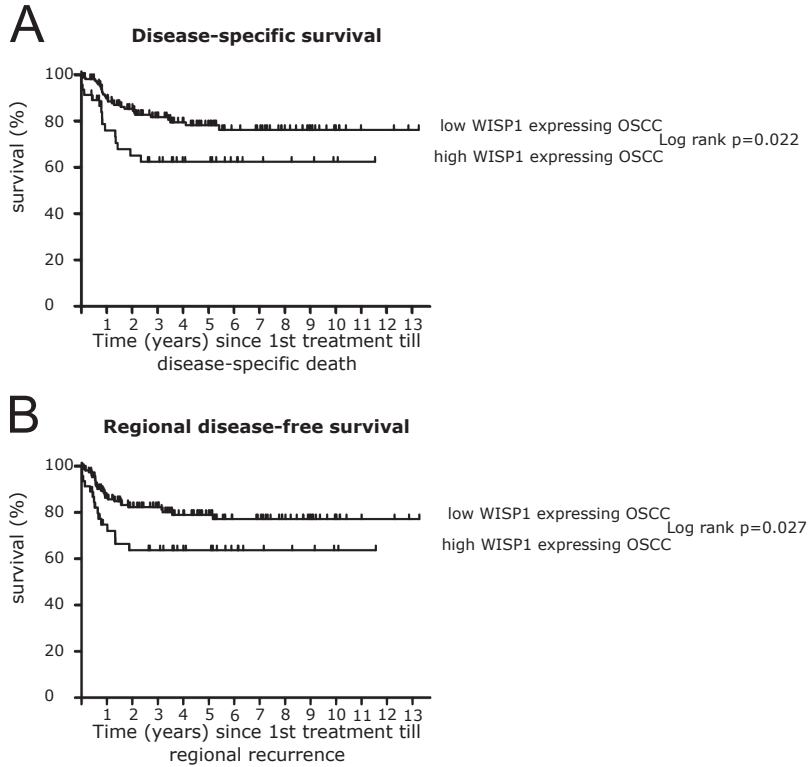 A
Disease-specific survival
survival (%)
100
80
60
40
20
0
low WISP1 expressing OSCC
high WISP1 expressing OSCC
Log rank p=0.022
1 2 3 4 5 6 7 8 9 10 11 12 13
Time (years) since 1st treatment till
disease-specific death
B
Regional disease-free survival
survival (%)
100
80
60
40
20
0
low WISP1 expressing OSCC
high WISP1 expressing OSCC
Log rank p=0.027
1 2 3 4 5 6 7 8 9 10 11 12 13
Time (years) since 1st treatment till
regional recurrence